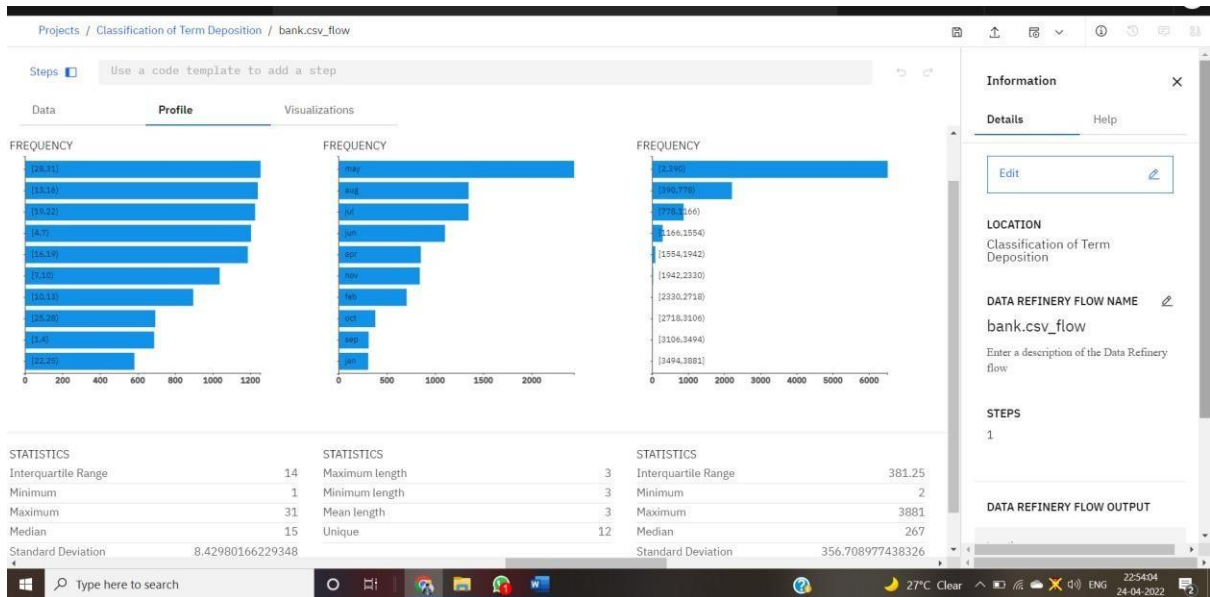 Projects / Classification of Term Deposition / bank.csv_flow
Steps Use a code template to add a step
Data Profile Visualizations
FREQUENCY
[28,31]
[13,16)
[19,22)
[4,7)
[16,19)
[7,10)
[10,13)
[25,28)
[1,4)
[22,25)
0 200 400 600 800 1000 1200
FREQUENCY
may
aug
jul
jun
apr
nov
feb
oct
sep
jan
0 500 1000 1500 2000
FREQUENCY
[2,390)
[390,778)
[778,1166)
[1166,1554)
[1554,1942)
[1942,2330)
[2330,2718)
[2718,3106)
[3106,3494)
[3494,3881]
0 1000 2000 3000 4000 5000 6000
STATISTICS
Interquartile Range 14
Minimum 1
Maximum 31
Median 15
Standard Deviation 8.42980166229348
STATISTICS
Maximum length 3
Minimum length 3
Mean length 3
Unique 12
STATISTICS
Interquartile Range 381.25
Minimum 2
Maximum 3881
Median 267
Standard Deviation 356.708977438326
Information
Details Help
Edit
LOCATION
Classification of Term
Deposition
DATA REFINERY FLOW NAME
bank.csv_flow
Enter a description of the Data Refinery
flow
STEPS
1
DATA REFINERY FLOW OUTPUT
Type here to search
27°C Clear
ENG
22:54:04
24-04-2022
2